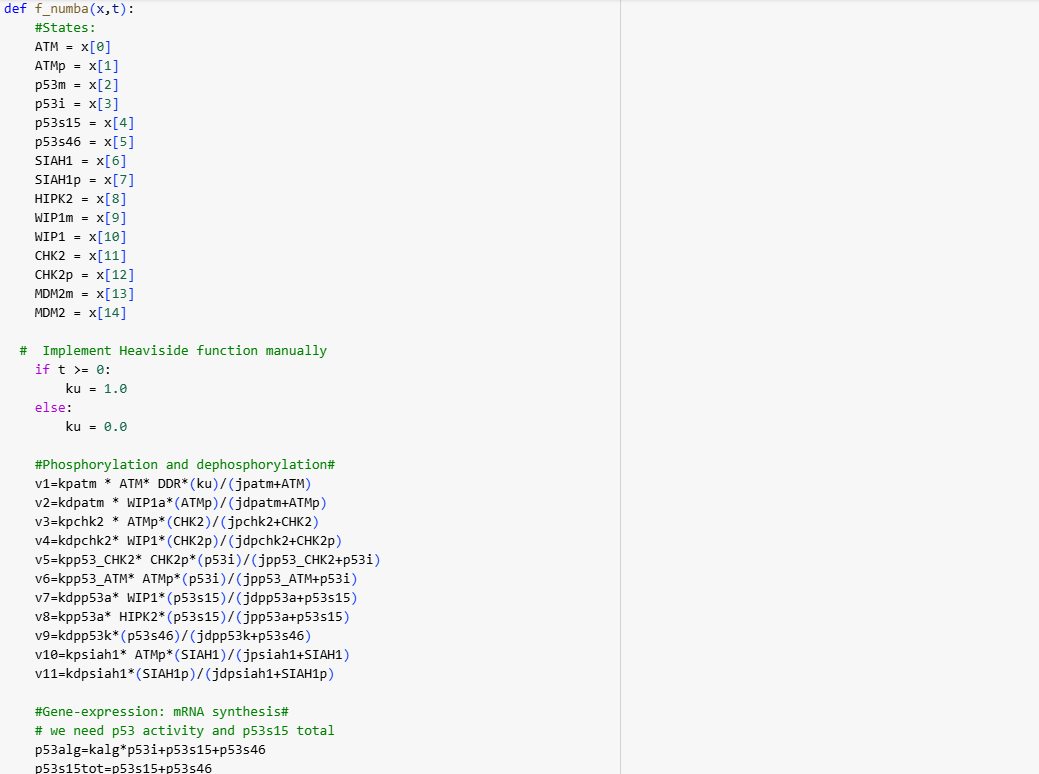 def f_numba(x,t):
#States:
ATM = x[0]
ATMp = x[1]
p53m = x[2]
p53i = x[3]
p53s15 = x[4]
p53s46 = x[5]
SIAH1 = x[6]
SIAH1p = x[7]
HIPK2 = x[8]
WIP1m = x[9]
WIP1 = x[10]
CHK2 = x[11]
CHK2p = x[12]
MDM2m = x[13]
MDM2 = x[14]
#  Implement Heaviside function manually
if t >= 0:
ku = 1.0
else:
ku = 0.0
#Phosphorylation and dephosphorylation#
v1=kpatm * ATM* DDR*(ku)/(jpatm+ATM)
v2=kdpatm * WIP1a*(ATMp)/(jdpatm+ATMp)
v3=kpchk2 * ATMp*(CHK2)/(jpchk2+CHK2)
v4=kdpchk2* WIP1*(CHK2p)/(jdpchk2+CHK2p)
v5=kpp53_CHK2* CHK2p*(p53i)/(jpp53_CHK2+p53i)
v6=kpp53_ATM* ATMp*(p53i)/(jpp53_ATM+p53i)
v7=kdpp53a* WIP1*(p53s15)/(jdpp53a+p53s15)
v8=kpp53a* HIPK2*(p53s15)/(jpp53a+p53s15)
v9=kdpp53k*(p53s46)/(jdpp53k+p53s46)
v10=kpsiah1* ATMp*(SIAH1)/(jpsiah1+SIAH1)
v11=kdpsiah1*(SIAH1p)/(jdpsiah1+SIAH1p)
#Gene-expression: mRNA synthesis#
# we need p53 activity and p53s15 total
p53alg=kalg*p53i+p53s15+p53s46
p53s15tot=p53s15+p53s46